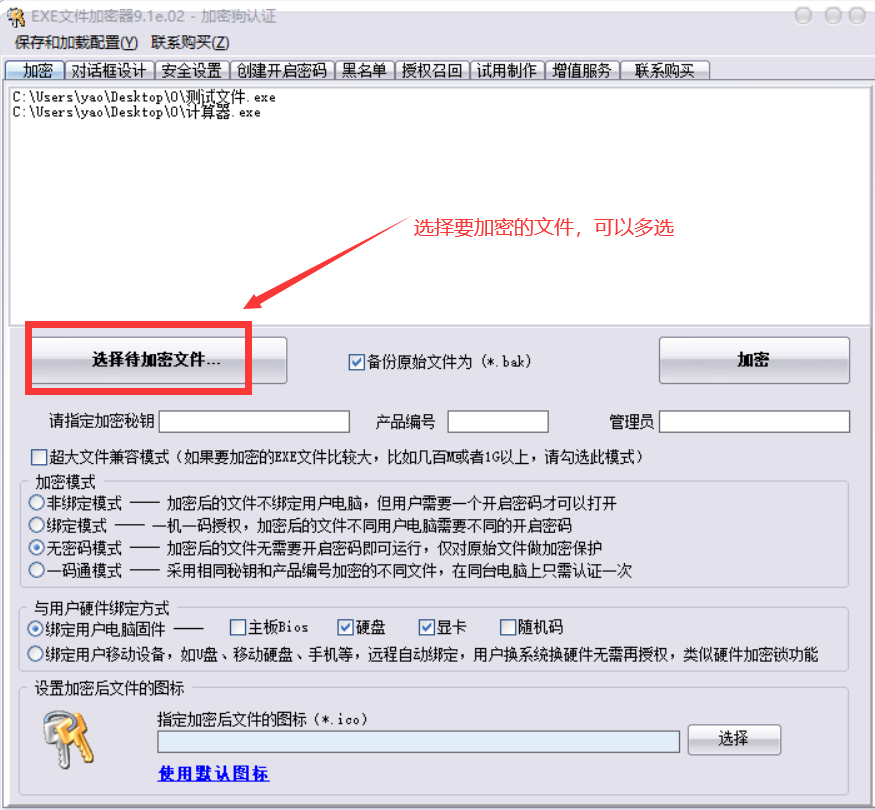 EXE文件加密器9.1e.02 - 加密狗认证
保存和加载配置(Y) 联系购买(Z)
加密 对话框设计 安全设置 创建开启密码 黑名单 授权召回 试用制作 增值服务 联系购买
C:\Users\yao\Desktop\O\测试文件.exe
C:\Users\yao\Desktop\O\计算器.exe
选择要加密的文件，可以多选
选择待加密文件... 备份原始文件为 (*.bak) 加密
请指定加密秘钥 产品编号 管理员
超大文件兼容模式（如果要加密的EXE文件比较大，比如几百M或者1G以上，请勾选此模式）
加密模式
非绑定模式 —— 加密后的文件不绑定用户电脑，但用户需要一个开启密码才可以打开
绑定模式 —— 一机一码授权，加密后的文件不同用户电脑需要不同的开启密码
无密码模式 —— 加密后的文件无需要开启密码即可运行，仅对原始文件做加密保护
一码通模式 —— 采用相同秘钥和产品编号加密的不同文件，在同台电脑上只需认证一次
与用户硬件绑定方式
绑定用户电脑固件 —— 主板Bios 硬盘 显卡 随机码
绑定用户移动设备，如U盘、移动硬盘、手机等，远程自动绑定，用户换系统换硬件无需再授权，类似硬件加密锁功能
设置加密后文件的图标
指定加密后文件的图标 (*.ico)
选择
使用默认图标